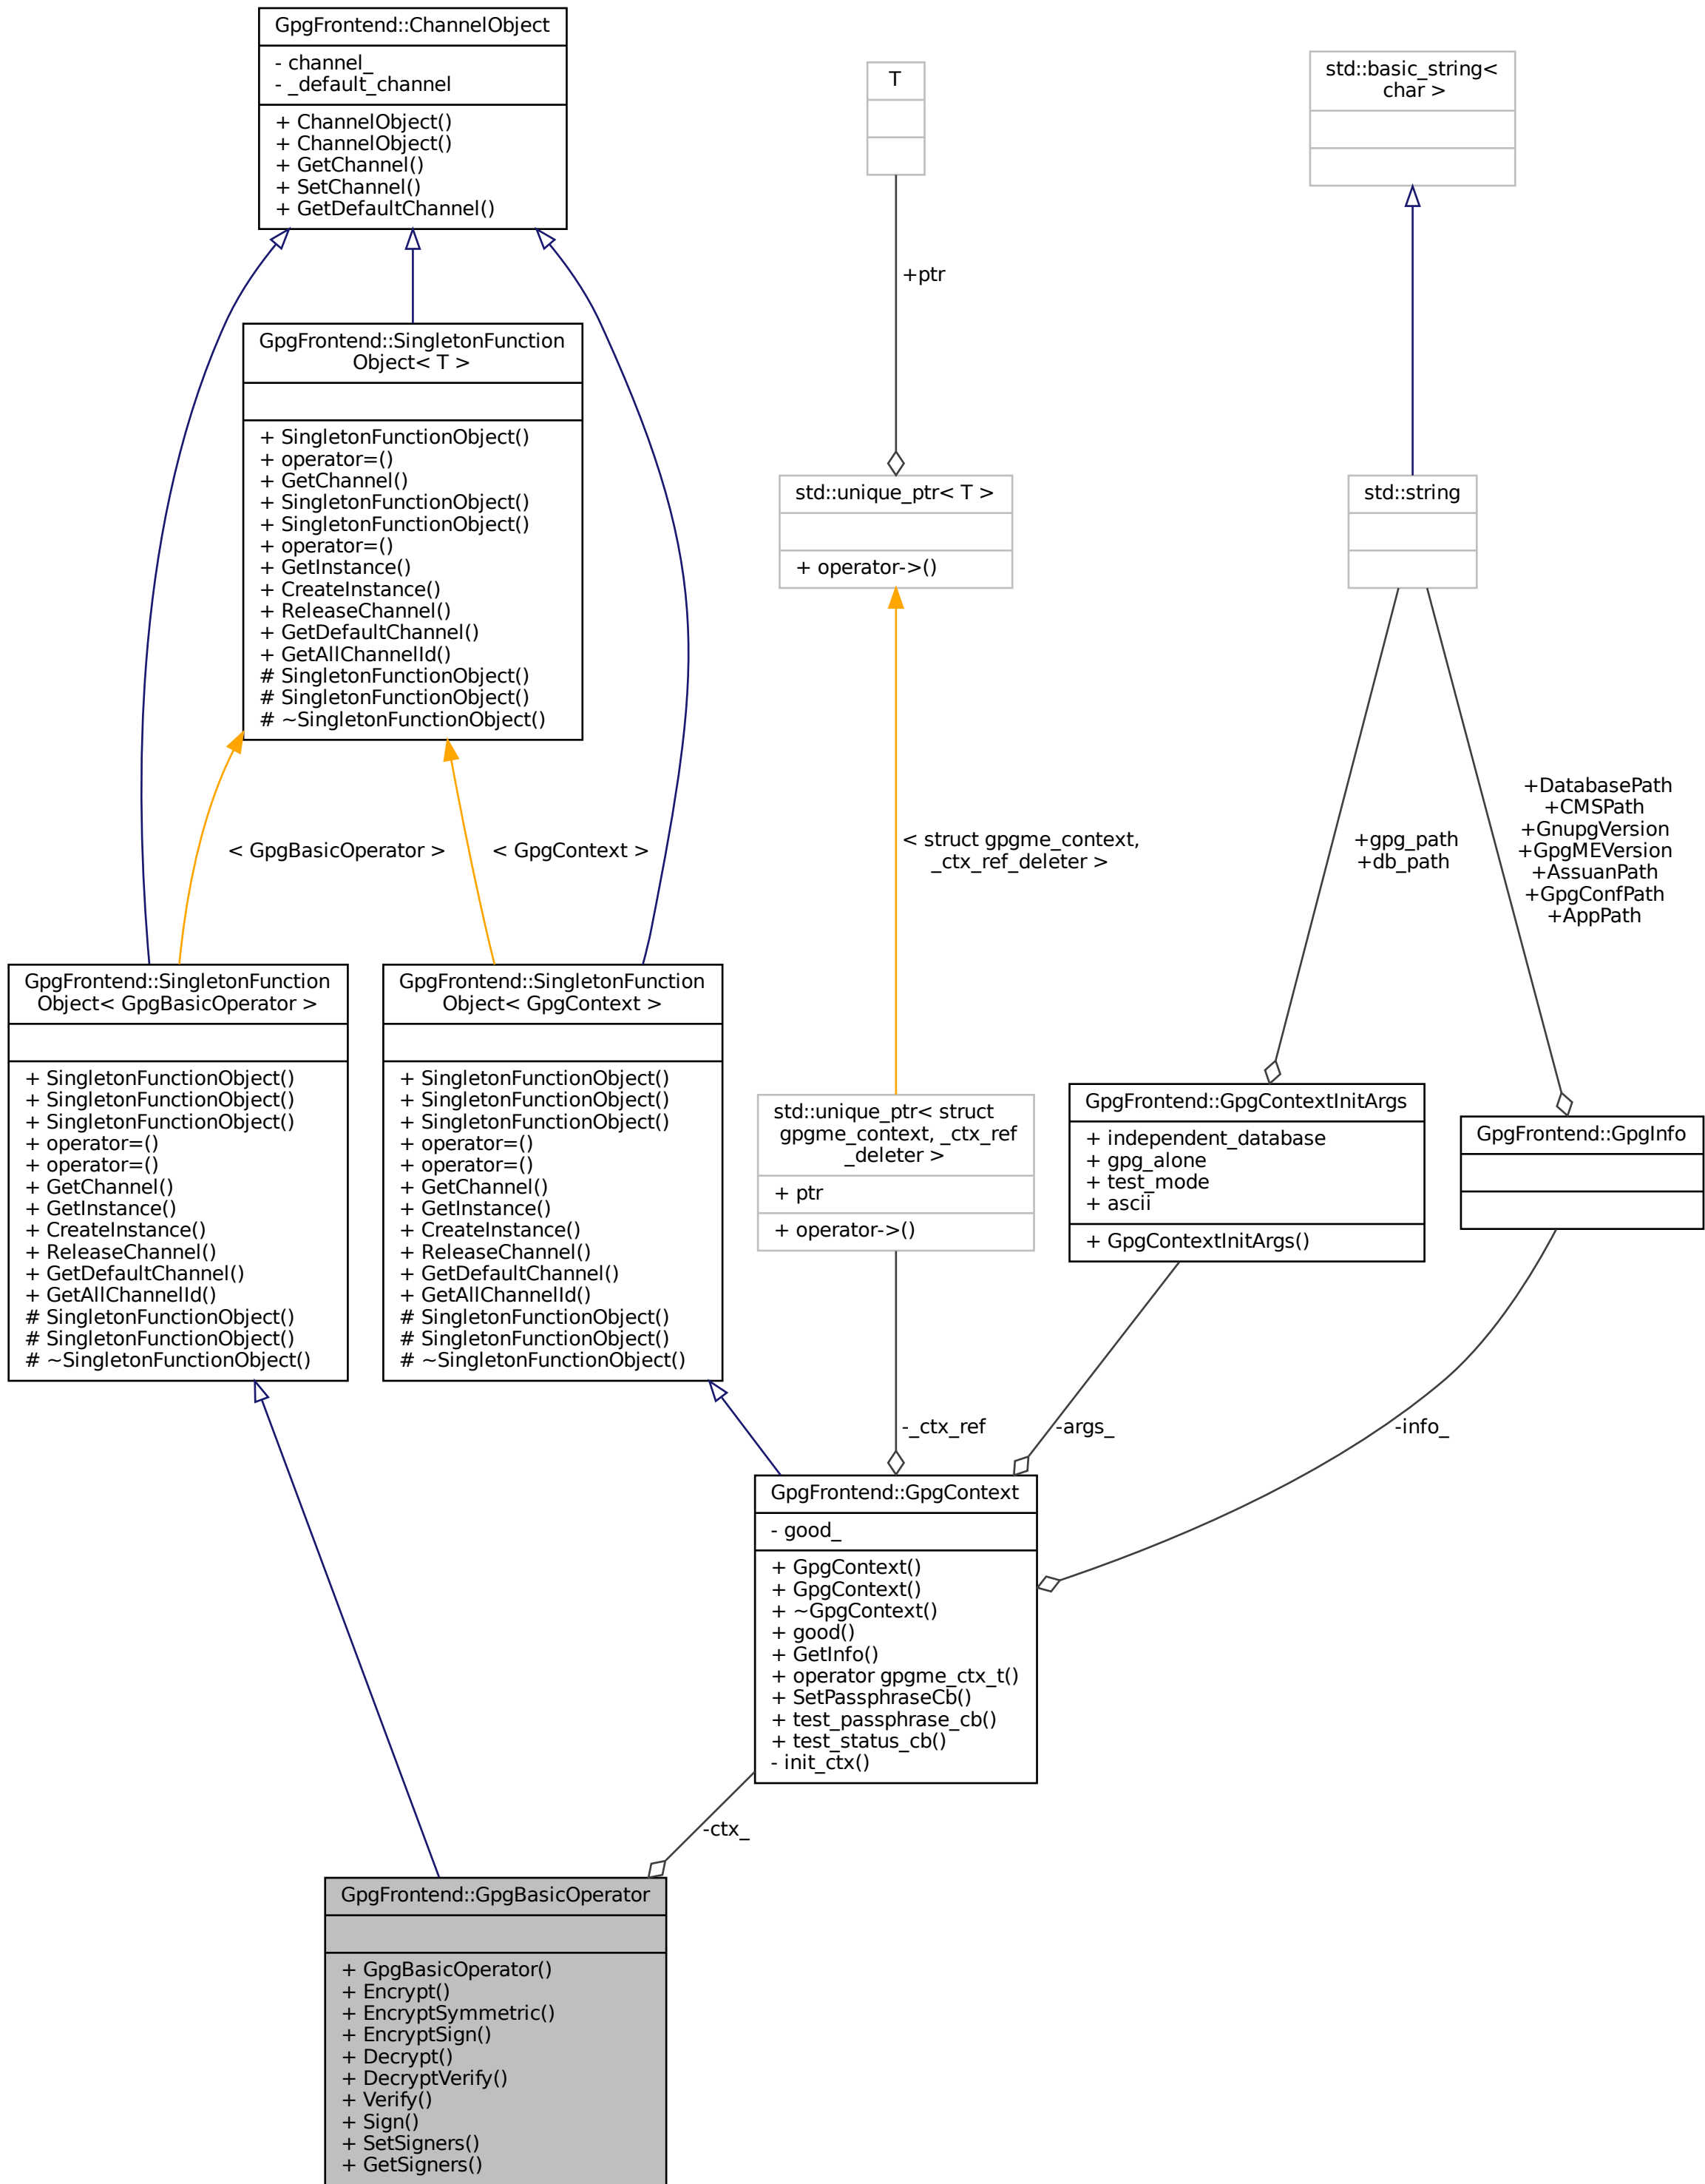 GpgFrontend::ChannelObject
- channel_
- _default_channel
+ ChannelObject()
+ ChannelObject()
+ GetChannel()
+ SetChannel()
+ GetDefaultChannel()
T
std::basic_string<
char >
+ptr
GpgFrontend::SingletonFunction
Object< T >
+ SingletonFunctionObject()
+ operator=()
+ GetChannel()
+ SingletonFunctionObject()
+ SingletonFunctionObject()
+ operator=()
+ GetInstance()
+ CreateInstance()
+ ReleaseChannel()
+ GetDefaultChannel()
+ GetAllChannelId()
# SingletonFunctionObject()
# SingletonFunctionObject()
# ~SingletonFunctionObject()
std::unique_ptr< T >
+ operator->()
std::string
< GpgBasicOperator >
< GpgContext >
< struct gpgme_context,
_ctx_ref_deleter >
+gpg_path
+db_path
+DatabasePath
+CMSPath
+GnupgVersion
+GpgMEVersion
+AssuanPath
+GpgConfPath
+AppPath
GpgFrontend::SingletonFunction
Object< GpgBasicOperator >
+ SingletonFunctionObject()
+ SingletonFunctionObject()
+ SingletonFunctionObject()
+ operator=()
+ operator=()
+ GetChannel()
+ GetInstance()
+ CreateInstance()
+ ReleaseChannel()
+ GetDefaultChannel()
+ GetAllChannelId()
# SingletonFunctionObject()
# SingletonFunctionObject()
# ~SingletonFunctionObject()
GpgFrontend::SingletonFunction
Object< GpgContext >
+ SingletonFunctionObject()
+ SingletonFunctionObject()
+ SingletonFunctionObject()
+ operator=()
+ operator=()
+ GetChannel()
+ GetInstance()
+ CreateInstance()
+ ReleaseChannel()
+ GetDefaultChannel()
+ GetAllChannelId()
# SingletonFunctionObject()
# SingletonFunctionObject()
# ~SingletonFunctionObject()
std::unique_ptr< struct
gpgme_context, _ctx_ref
_deleter >
+ ptr
+ operator->()
GpgFrontend::GpgContextInitArgs
+ independent_database
+ gpg_alone
+ test_mode
+ ascii
+ GpgContextInitArgs()
GpgFrontend::GpgInfo
-_ctx_ref
-args_
-info_
GpgFrontend::GpgContext
- good_
+ GpgContext()
+ GpgContext()
+ ~GpgContext()
+ good()
+ GetInfo()
+ operator gpgme_ctx_t()
+ SetPassphraseCb()
+ test_passphrase_cb()
+ test_status_cb()
- init_ctx()
-ctx_
GpgFrontend::GpgBasicOperator
+ GpgBasicOperator()
+ Encrypt()
+ EncryptSymmetric()
+ EncryptSign()
+ Decrypt()
+ DecryptVerify()
+ Verify()
+ Sign()
+ SetSigners()
+ GetSigners()